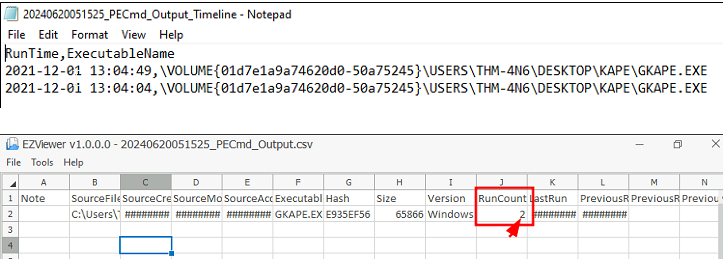 20240620051525_PECmd_Output_Timeline - Notepad
File Edit Format View Help
RunTime,ExecutableName
2021-12-01 13:04:49,\VOLUME{01d7e1a9a74620d0-50a75245}\USERS\THM-4N6\DESKTOP\KAPE\GKAPE.EXE
2021-12-01 13:04:04,\VOLUME{01d7e1a9a74620d0-50a75245}\USERS\THM-4N6\DESKTOP\KAPE\GKAPE.EXE
EZViewer v1.0.0.0 - 20240620051525_PECmd_Output.csv
File Tools Help
A B C D E F G H I J K L M N
1 Note SourceFile SourceCre SourceMo SourceAcc Executabl Hash Size Version RunCount LastRun PreviousR PreviousR Previou
2 C:\Users\T ######## ######## ######## GKAPE.EX E935EF56 65866 Windows 2 ######## ########
3
4